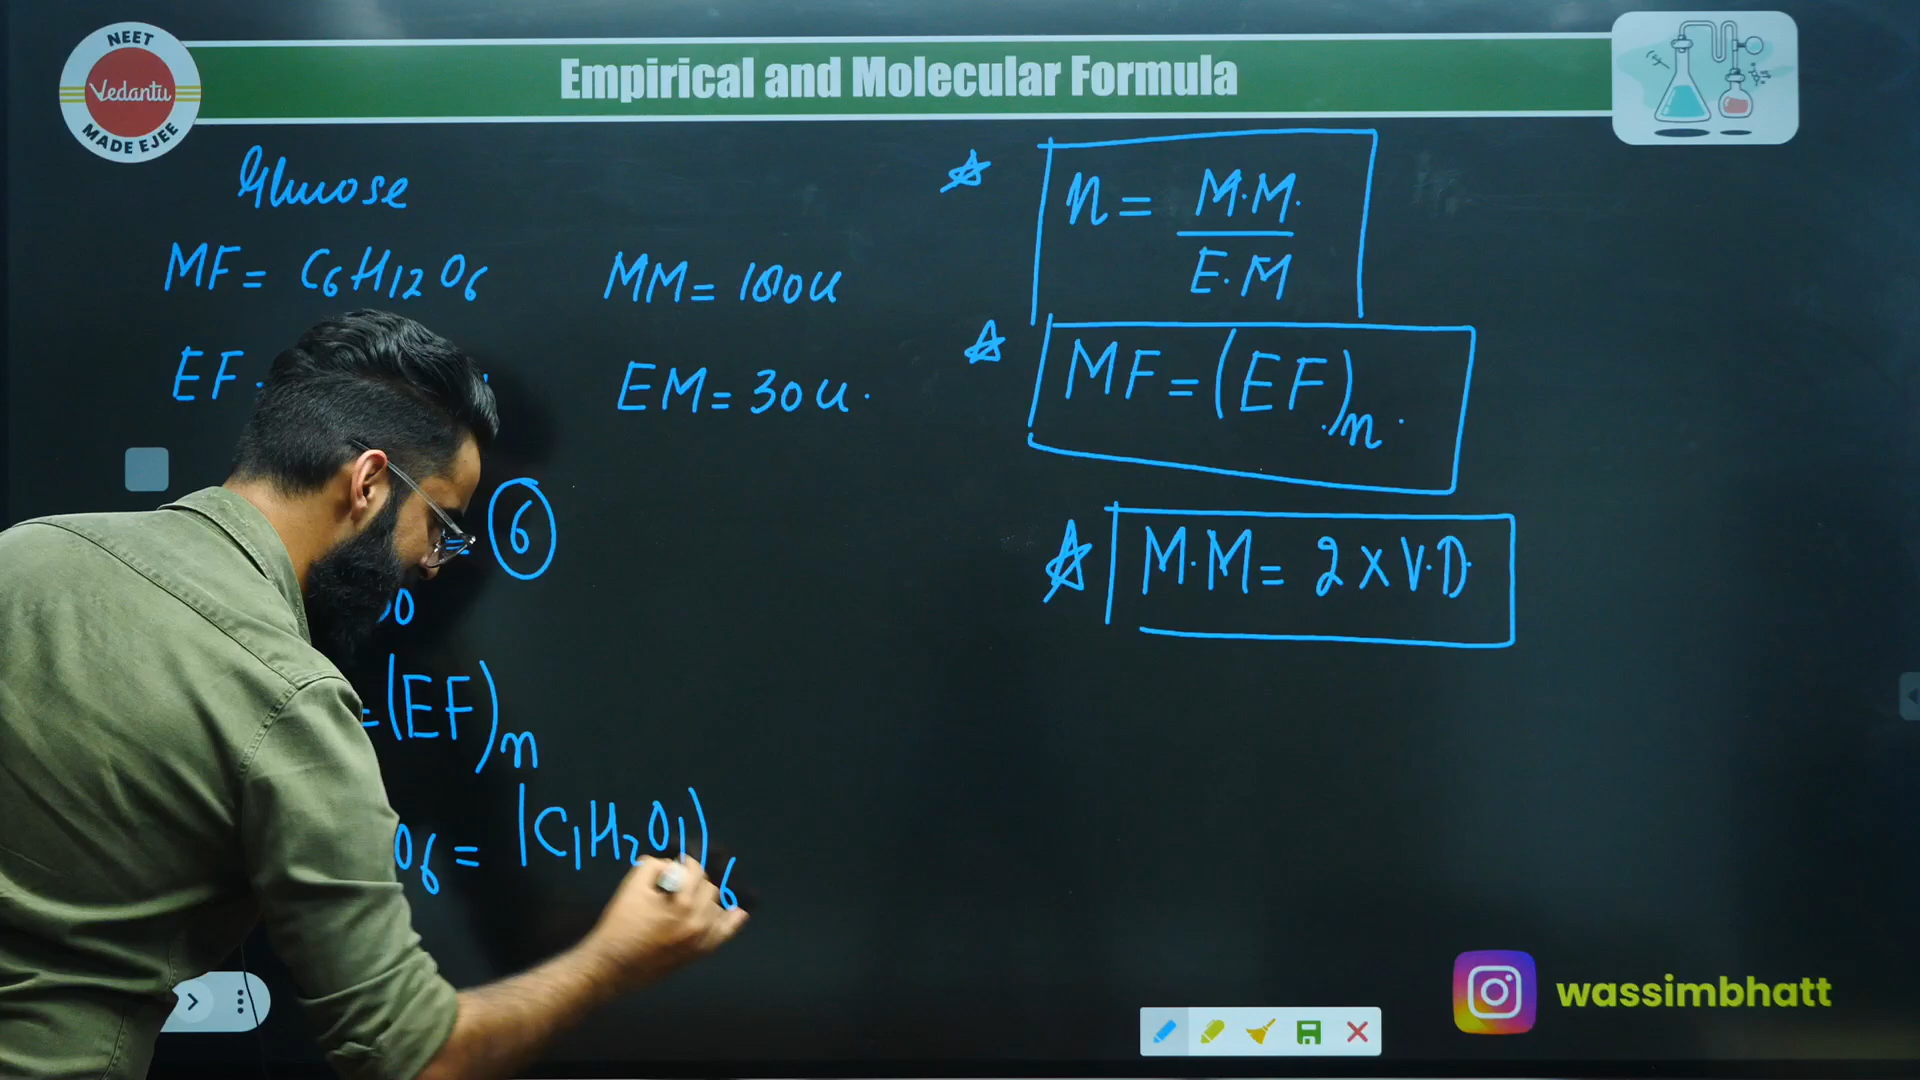 NEET
Vedantu
MADE EJEE
Empirical and Molecular Formula
Glucose
MF = C6H12O6
MM = 180u
EF
EM = 30u.
= 6
30
= (EF)n
O6 = (C1H2O1)6
n = M.M. / E.M
MF = (EF)n.
M.M = 2 X V.D.
wassimbhatt